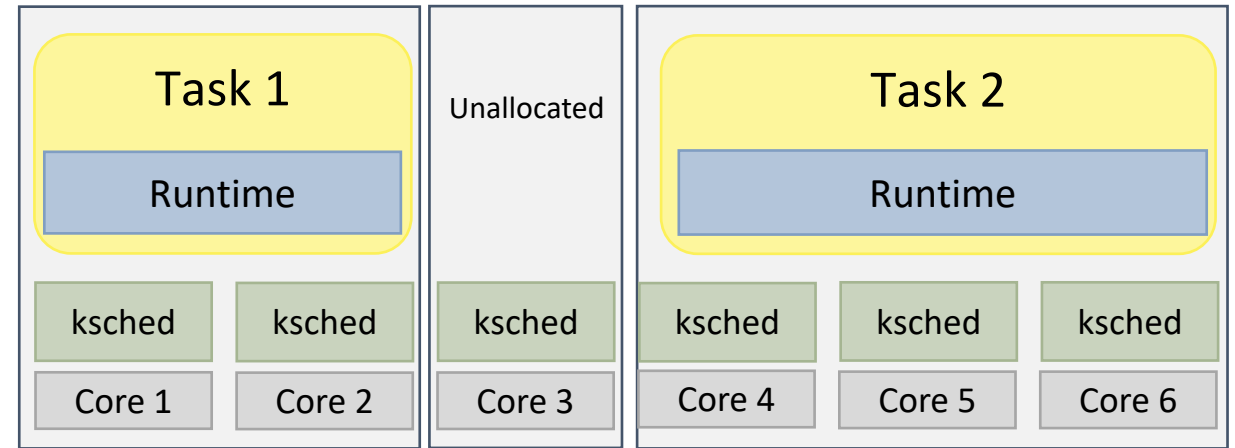 Task 1
Unallocated
Task 2
Runtime
Runtime
ksched
ksched
ksched
ksched
ksched
ksched
Core 1
Core 2
Core 3
Core 4
Core 5
Core 6